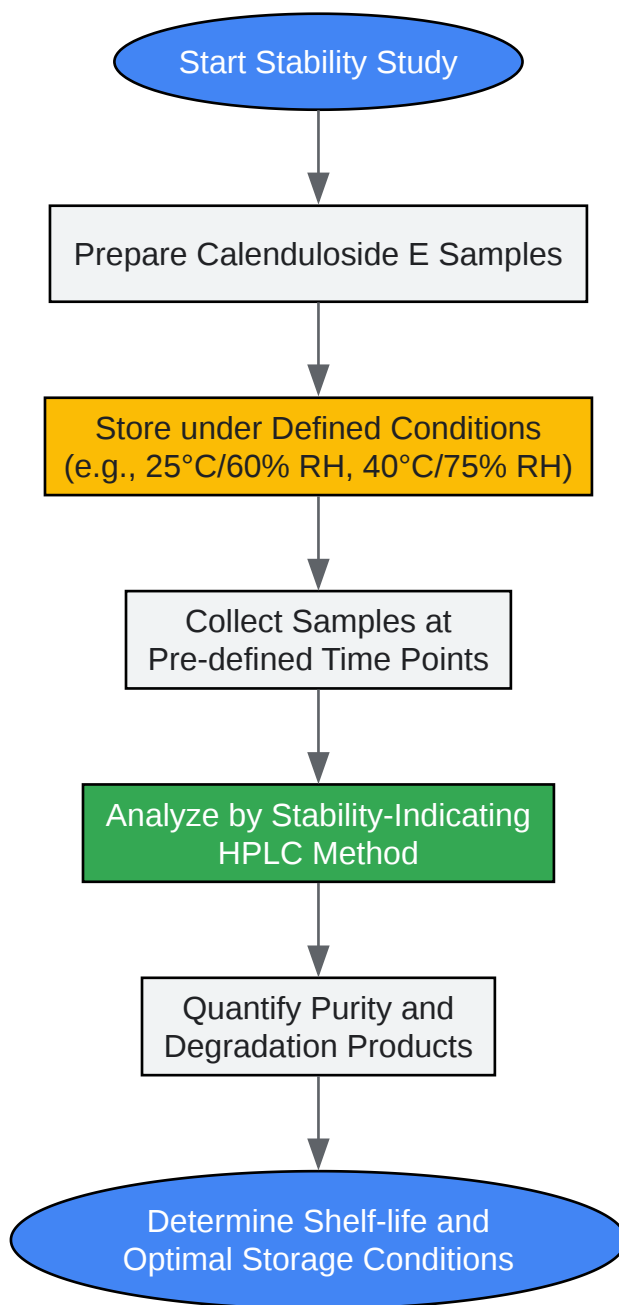 Start Stability Study
Prepare Calenduloside E Samples
Store under Defined Conditions
(e.g., 25°C/60% RH, 40°C/75% RH)
Collect Samples at
Pre-defined Time Points
Analyze by Stability-Indicating
HPLC Method
Quantify Purity and
Degradation Products
Determine Shelf-life and
Optimal Storage Conditions